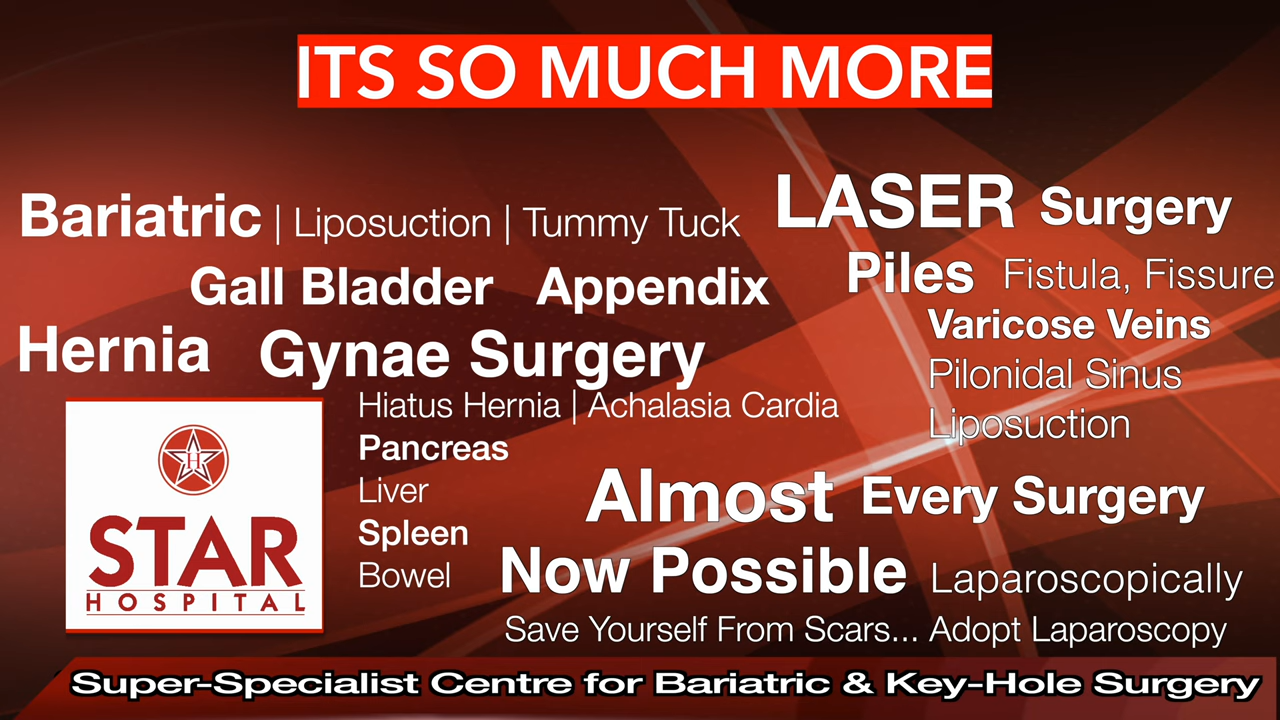 ITS SO MUCH MORE
Bariatric | Liposuction | Tummy Tuck
Gall Bladder Appendix
Hernia Gynae Surgery
Hiatus Hernia | Achalasia Cardia
Pancreas
Liver
Spleen
Bowel
LASER Surgery
Piles Fistula, Fissure
Varicose Veins
Pilonidal Sinus
Liposuction
Almost Every Surgery
Now Possible Laparoscopically
Save Yourself From Scars... Adopt Laparoscopy
H
STAR
HOSPITAL
Super-Specialist Centre for Bariatric & Key-Hole Surgery